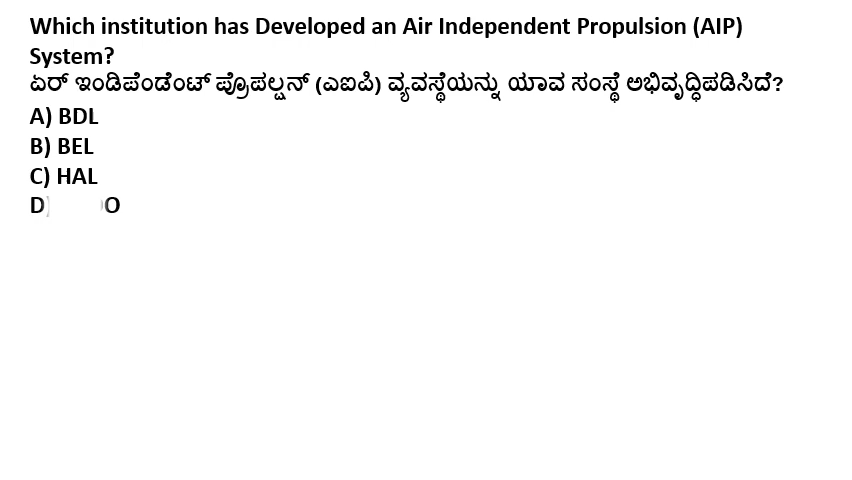 Which institution has Developed an Air Independent Propulsion (AIP)
System?
ಏರ್ ಇಂಡಿಪೆಂಡೆಂಟ್ ಪ್ರೊಪಲ್ಷನ್ (ಎಐಪಿ) ವ್ಯವಸ್ಥೆಯನ್ನು ಯಾವ ಸಂಸ್ಥೆ ಅಭಿವೃದ್ಧಿಪಡಿಸಿದೆ?
A) BDL
B) BEL
C) HAL
D)